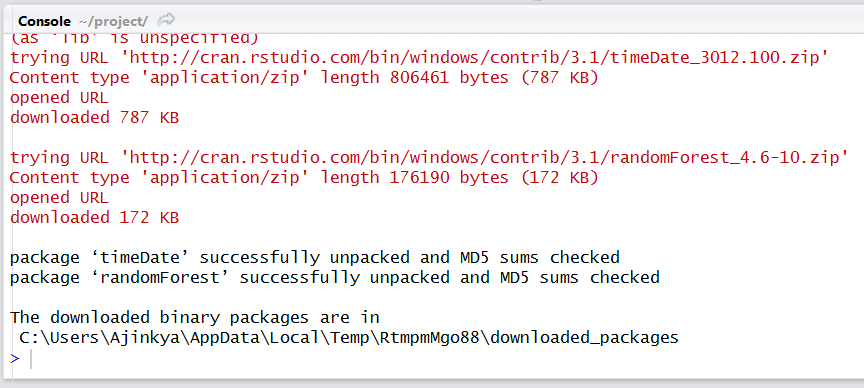 Console ~/project/
(as ‘lib’ is unspecified)
trying URL 'http://cran.rstudio.com/bin/windows/contrib/3.1/timeDate_3012.100.zip'
Content type 'application/zip' length 806461 bytes (787 KB)
opened URL
downloaded 787 KB
trying URL 'http://cran.rstudio.com/bin/windows/contrib/3.1/randomForest_4.6-10.zip'
Content type 'application/zip' length 176190 bytes (172 KB)
opened URL
downloaded 172 KB
package ‘timeDate’ successfully unpacked and MD5 sums checked
package ‘randomForest’ successfully unpacked and MD5 sums checked
The downloaded binary packages are in
C:\Users\Ajinkya\AppData\Local\Temp\RtmpmMgo88\downloaded_packages
>